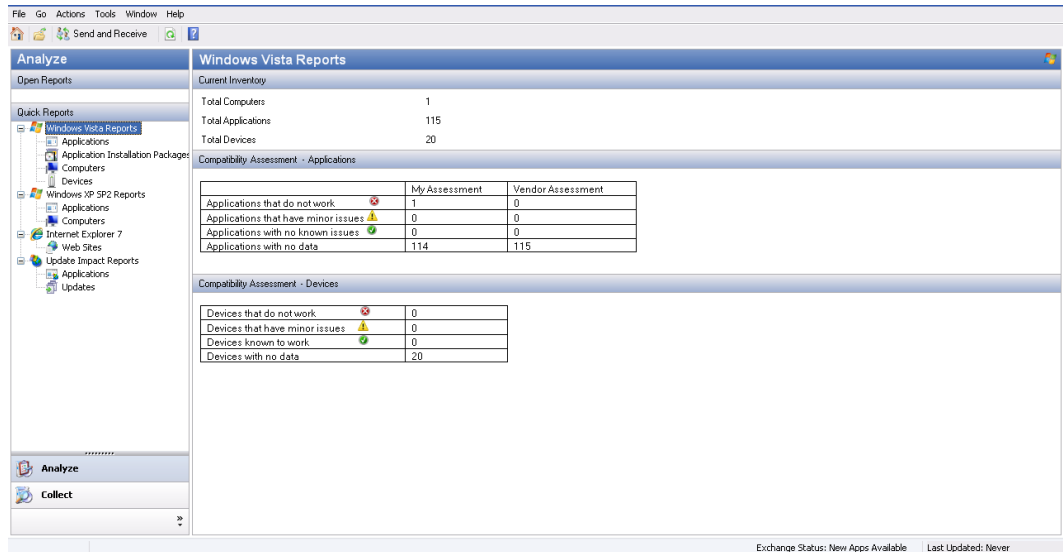 File Go Actions Tools Window Help
Send and Receive
Analyze
Open Reports
Quick Reports
Windows Vista Reports
Applications
Application Installation Packages
Computers
Devices
Windows XP SP2 Reports
Applications
Computers
Internet Explorer 7
Web Sites
Update Impact Reports
Applications
Updates
Analyze
Collect
Windows Vista Reports
Current Inventory
Total Computers 1
Total Applications 115
Total Devices 20
Compatibility Assessment - Applications
My Assessment Vendor Assessment
Applications that do not work 1 0
Applications that have minor issues 0 0
Applications with no known issues 0 0
Applications with no data 114 115
Compatibility Assessment - Devices
Devices that do not work 0
Devices that have minor issues 0
Devices known to work 0
Devices with no data 20
Exchange Status: New Apps Available Last Updated: Never